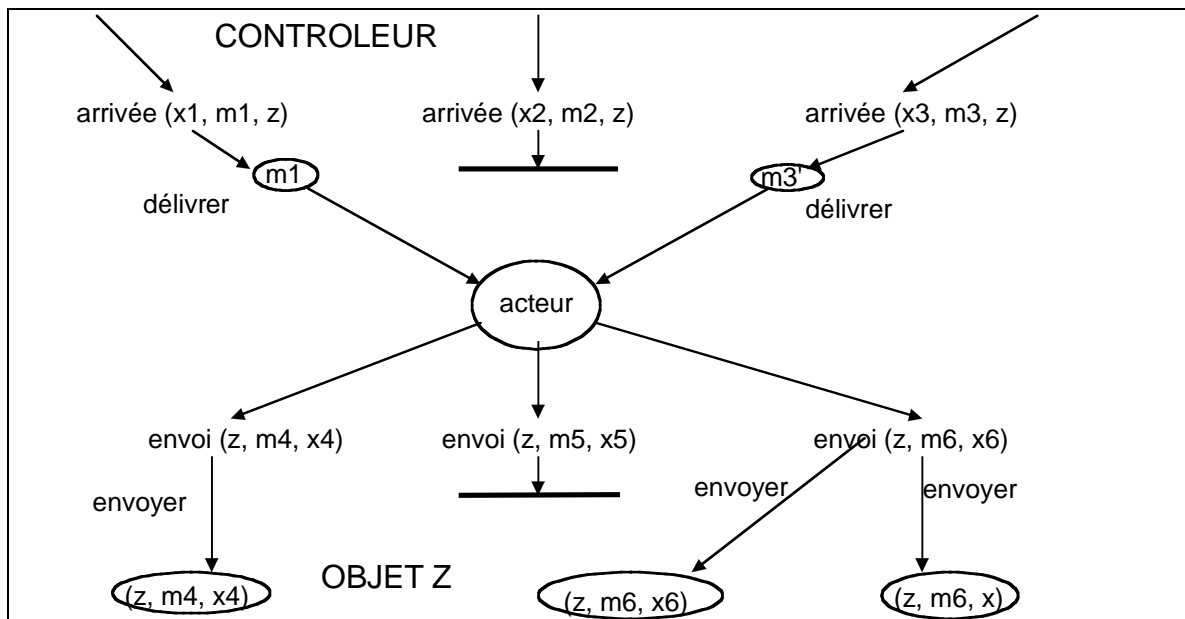 CONTROLEUR
arrivée (x1, m1, z)
arrivée (x2, m2, z)
arrivée (x3, m3, z)
m1
m3'
délivrer
délivrer
acteur
envoi (z, m4, x4)
envoi (z, m5, x5)
envoi (z, m6, x6)
envoyer
envoyer
envoyer
OBJET Z
(z, m4, x4)
(z, m6, x6)
(z, m6, x)